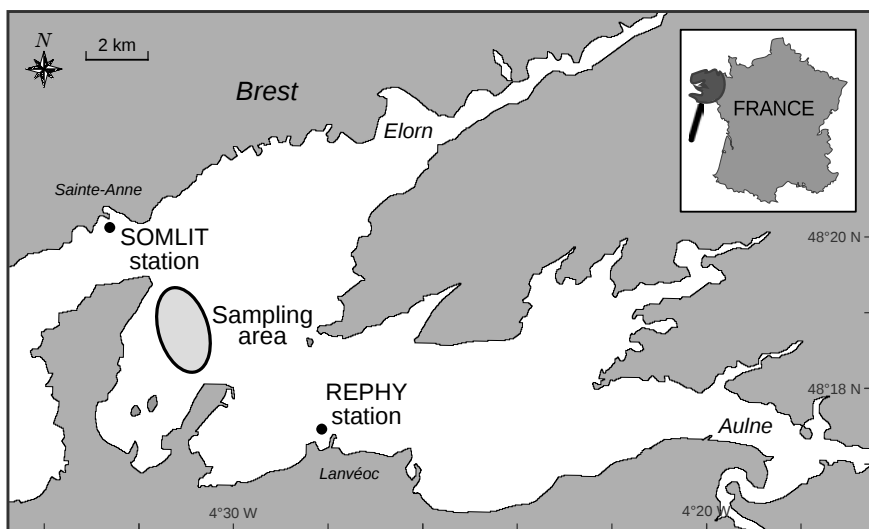 N
2 km
Brest
FRANCE
Elorn
Sainte-Anne
SOMLIT
station
48°20 N
Sampling
area
REPHY
station
48°18 N
Aulne
Lanvéoc
4°30 W
4°20 W